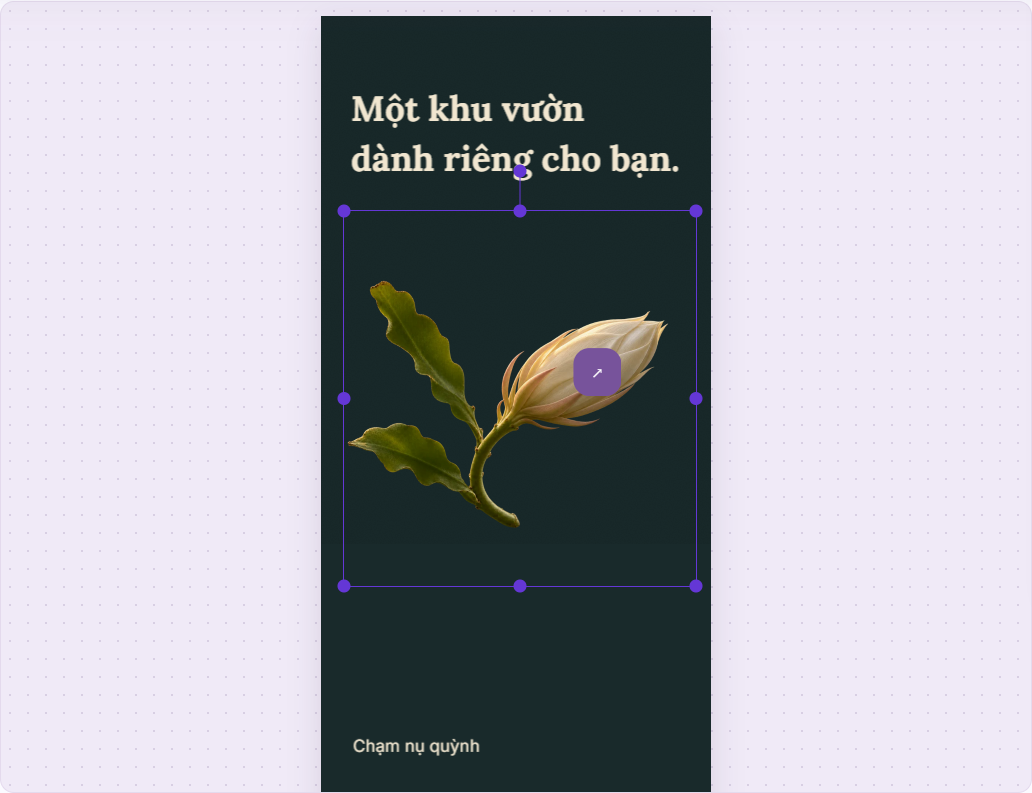 Một khu vườn
dành riêng cho bạn.
Chạm nụ quỳnh